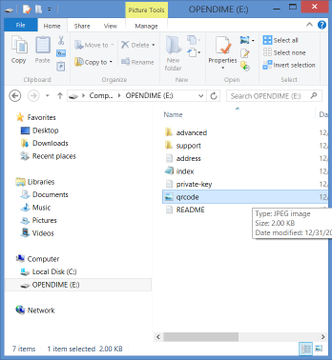 Picture Tools
OPENDIME (E:)
File
Home
Share
View
Manage
Copy
Paste
Clipboard
Move to
Copy to
Delete
Rename
Organize
New
folder
New
Properties
Open
Select all
Select none
Invert selection
Select
Comp...
OPENDIME (E:)
Search OPENDIME (E:)
Favorites
Desktop
Downloads
Recent places
Libraries
Documents
Music
Pictures
Videos
Computer
Local Disk (C:)
OPENDIME (E:)
Network
Name
Da
advanced
12/
support
12/
address
12/
index
12/
private-key
12/
qrcode
12/
README
12/
Type: JPEG image
Size: 2.00 KB
Date modified: 12/31/20
7 items
1 item selected 2.00 KB